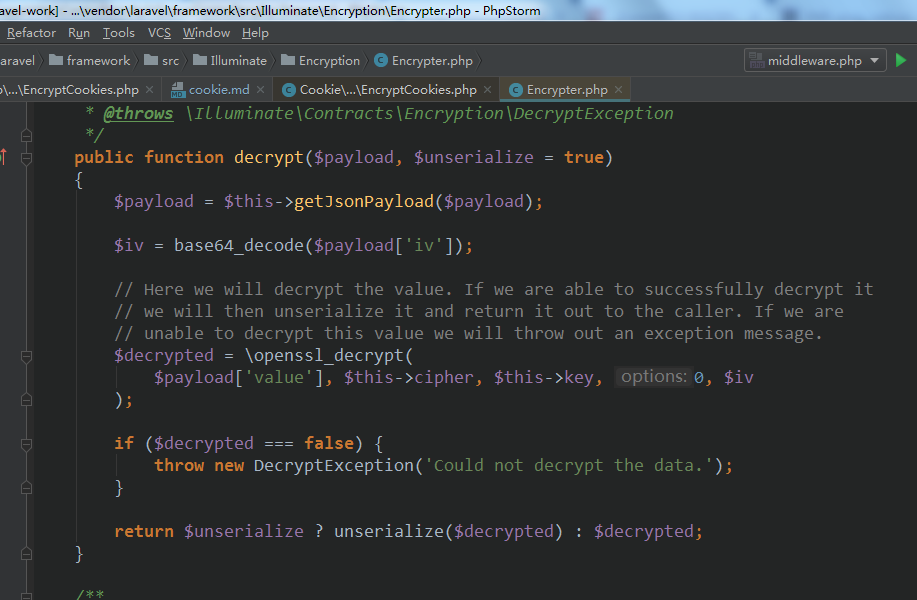 avel-work] - ...\vendor\laravel\framework\src\Illuminate\Encryption\Encrypter.php - PhpStorm
Refactor Run Tools VCS Window Help
aravel framework src Illuminate Encryption Encrypter.php middleware.php
\...\EncryptCookies.php cookie.md Cookie\...\EncryptCookies.php Encrypter.php
* @throws \Illuminate\Contracts\Encryption\DecryptException
*/
public function decrypt($payload, $unserialize = true)
{
$payload = $this->getJsonPayload($payload);
$iv = base64_decode($payload['iv']);
// Here we will decrypt the value. If we are able to successfully decrypt it
// we will then unserialize it and return it out to the caller. If we are
// unable to decrypt this value we will throw out an exception message.
$decrypted = \openssl_decrypt(
$payload['value'], $this->cipher, $this->key, options: 0, $iv
);
if ($decrypted === false) {
throw new DecryptException('Could not decrypt the data.');
}
return $unserialize ? unserialize($decrypted) : $decrypted;
}
/**